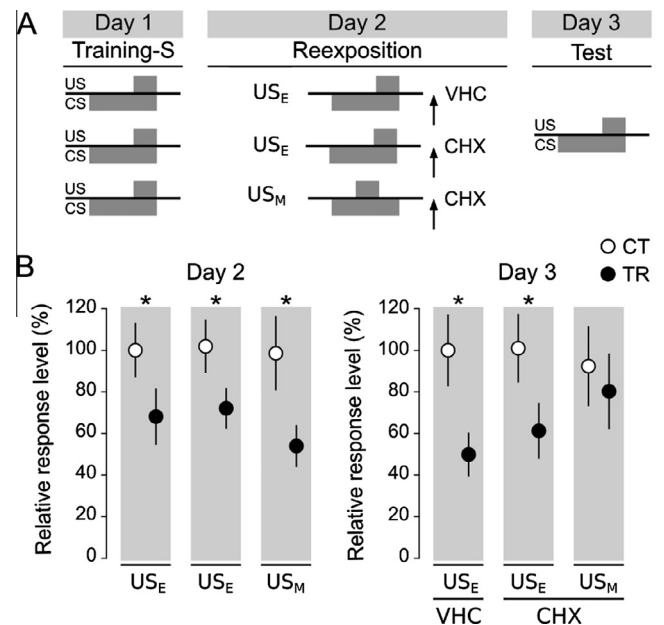 A
Day 1 Day 2 Day 3
Training-S Reexposition Test
US CS USE VHC
US CS USE CHX
US CS
US CS USM CHX
CT
TR
B
Day 2 Day 3
* * * * *
Relative response level (%) Relative response level (%)
120 120
100 100
80 80
60 60
40 40
20 20
0 0
USE USE USM USE USE USM
VHC CHX